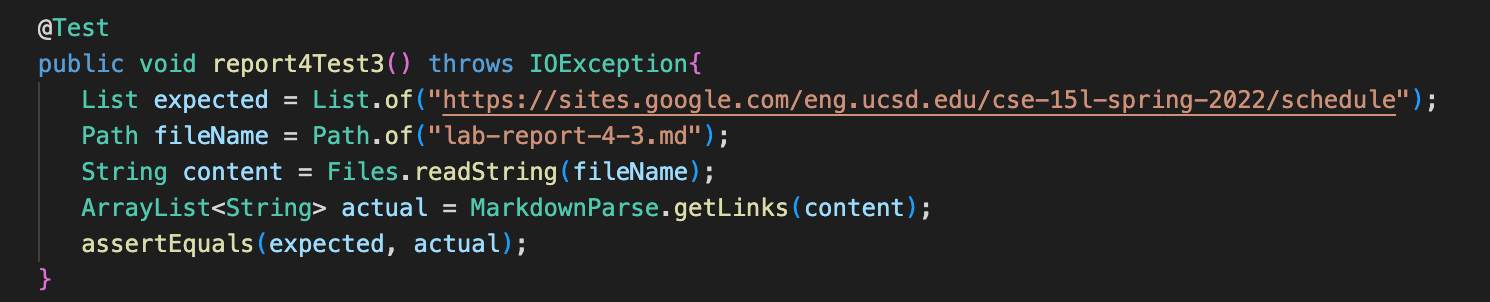 @Test
public void report4Test3() throws IOException{
List expected = List.of("https://sites.google.com/eng.ucsd.edu/cse-15l-spring-2022/schedule");
Path fileName = Path.of("lab-report-4-3.md");
String content = Files.readString(fileName);
ArrayList<String> actual = MarkdownParse.getLinks(content);
assertEquals(expected, actual);
}